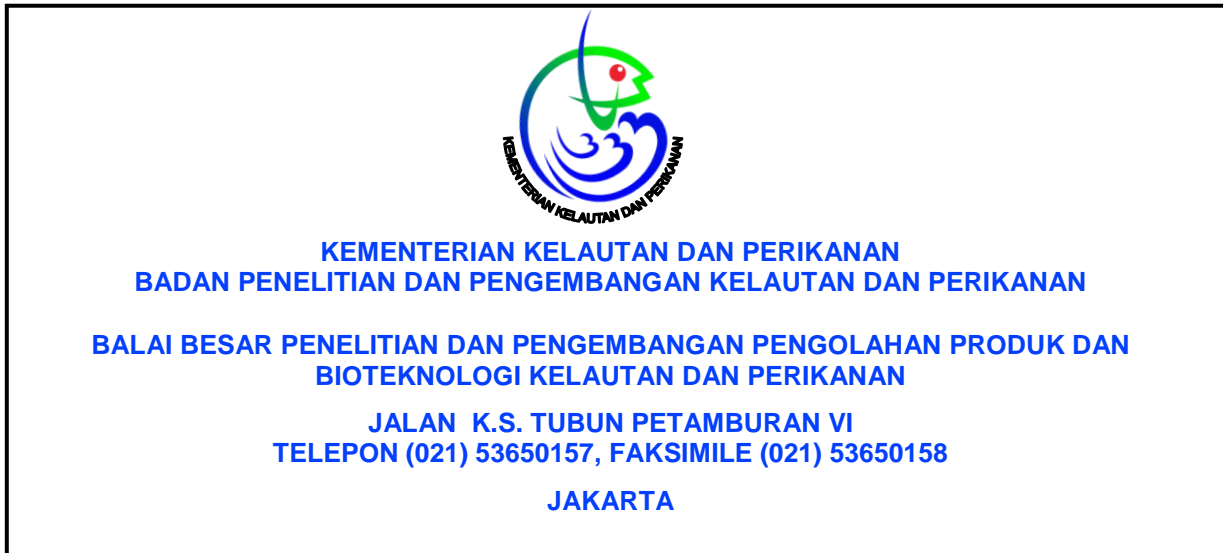 KEMENTERIAN KELAUTAN DAN PERIKANAN
KEMENTERIAN KELAUTAN DAN PERIKANAN
BADAN PENELITIAN DAN PENGEMBANGAN KELAUTAN DAN PERIKANAN
BALAI BESAR PENELITIAN DAN PENGEMBANGAN PENGOLAHAN PRODUK DAN
BIOTEKNOLOGI KELAUTAN DAN PERIKANAN
JALAN K.S. TUBUN PETAMBURAN VI
TELEPON (021) 53650157, FAKSIMILE (021) 53650158
JAKARTA